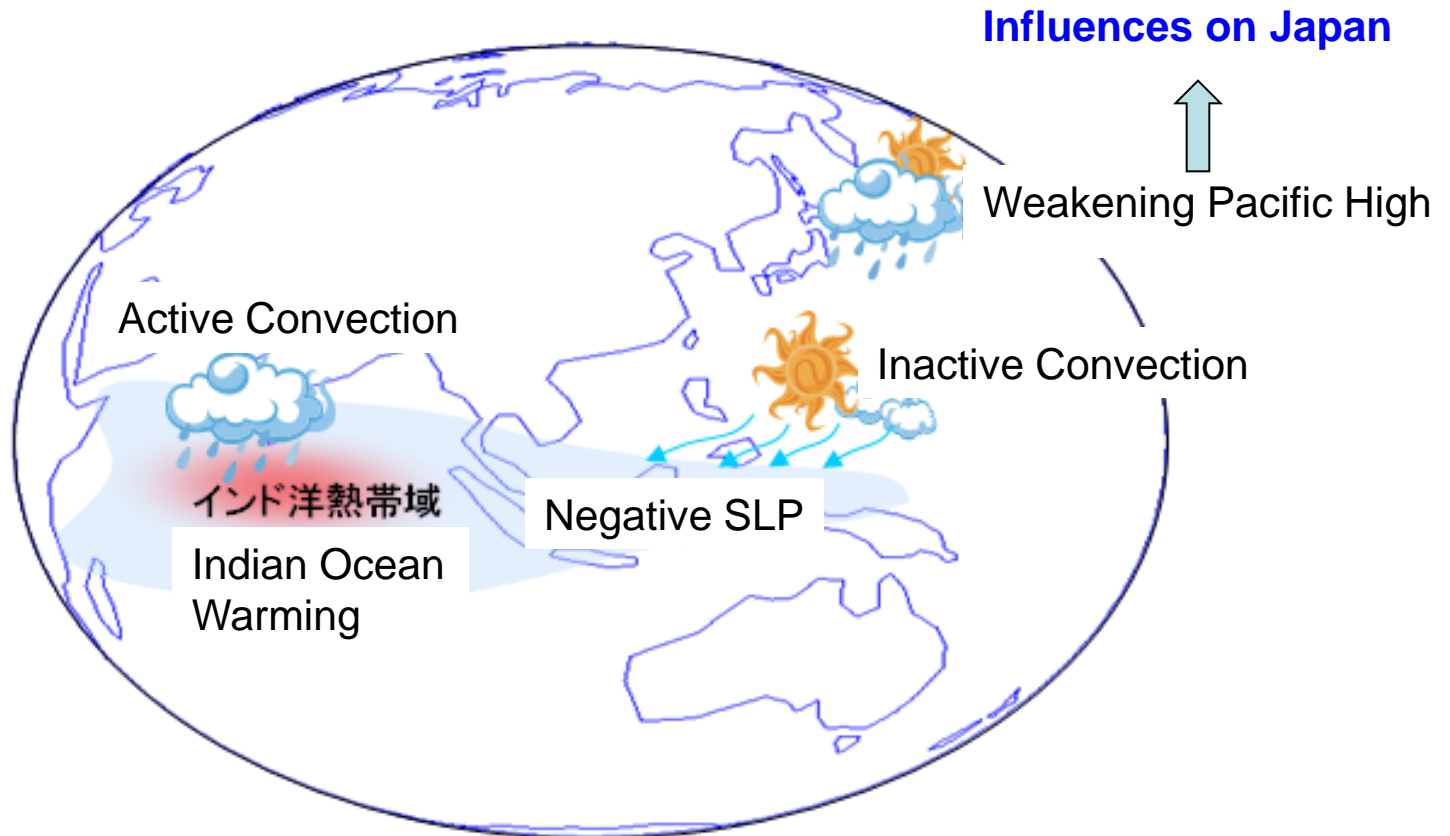 Influences on Japan
Weakening Pacific High
Active Convection
Inactive Convection
インド洋熱帯域
Negative SLP
Indian Ocean
Warming